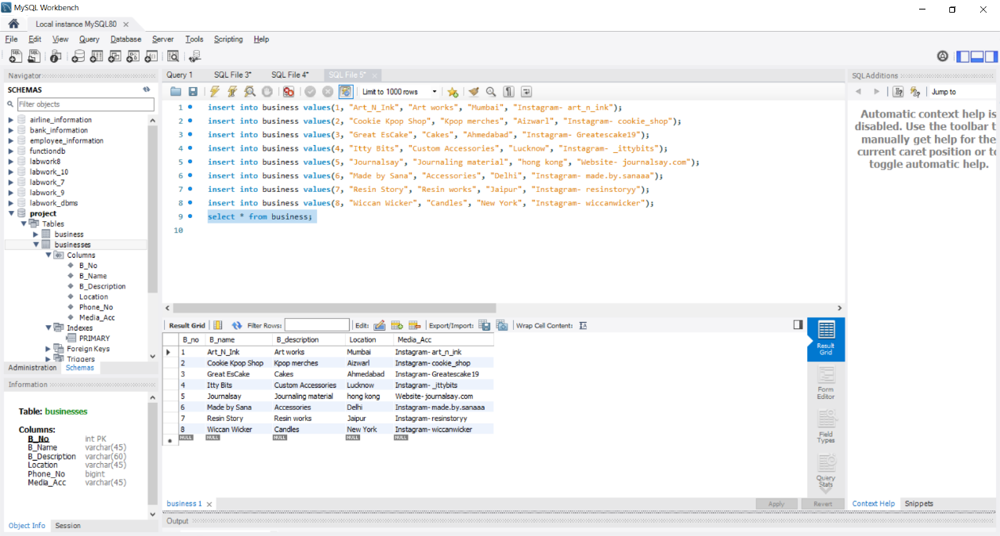 MySQL Workbench
Local instance MySQL80
File Edit View Query Database Server Tools Scripting Help
Navigator
SCHEMAS
Filter objects
airline_information
bank_information
employee_information
functiondb
labwork8
labwork_10
labwork_7
labwork_9
labwork_dbms
project
Tables
business
businesses
Columns
B_No
B_Name
B_Description
Location
Phone_No
Media_Acc
Indexes
PRIMARY
Foreign Keys
Triggers
Administration Schemas
Information
Table: businesses
Columns:
B_No int PK
B_Name varchar(45)
B_Description varchar(60)
Location varchar(45)
Phone_No bigint
Media_Acc varchar(45)
Object Info Session
Query 1 SQL File 3* SQL File 4* SQL File 5*
Limit to 1000 rows
1 insert into business values(1, "Art_N_Ink", "Art works", "Mumbai", "Instagram- art_n_ink");
2 insert into business values(2, "Cookie Kpop Shop", "Kpop merches", "Aizwarl", "Instagram- cookie_shop");
3 insert into business values(3, "Great EsCake", "Cakes", "Ahmedabad", "Instagram- Greatescake19");
4 insert into business values(4, "Itty Bits", "Custom Accessories", "Lucknow", "Instagram- _ittybits");
5 insert into business values(5, "Journalsay", "Journaling material", "hong kong", "Website- journalsay.com");
6 insert into business values(6, "Made by Sana", "Accessories", "Delhi", "Instagram- made.by.sanaaa");
7 insert into business values(7, "Resin Story", "Resin works", "Jaipur", "Instagram- resinstoryy");
8 insert into business values(8, "Wiccan Wicker", "Candles", "New York", "Instagram- wiccanwicker");
9 select * from business;
10
Result Grid Filter Rows: Edit: Export/Import: Wrap Cell Content:
B_no B_name B_description Location Media_Acc
1 Art_N_Ink Art works Mumbai Instagram- art_n_ink
2 Cookie Kpop Shop Kpop merches Aizwarl Instagram- cookie_shop
3 Great EsCake Cakes Ahmedabad Instagram- Greatescake19
4 Itty Bits Custom Accessories Lucknow Instagram- _ittybits
5 Journalsay Journaling material hong kong Website- journalsay.com
6 Made by Sana Accessories Delhi Instagram- made.by.sanaaa
7 Resin Story Resin works Jaipur Instagram- resinstoryy
8 Wiccan Wicker Candles New York Instagram- wiccanwicker
NULL NULL NULL NULL NULL
Result
Grid
Form
Editor
Field
Types
Query
Stats
business 1
Apply Revert
Output
SQLAdditions
Jump to
Automatic context help is
disabled. Use the toolbar t
manually get help for the
current caret position or to
toggle automatic help.
Context Help Snippets